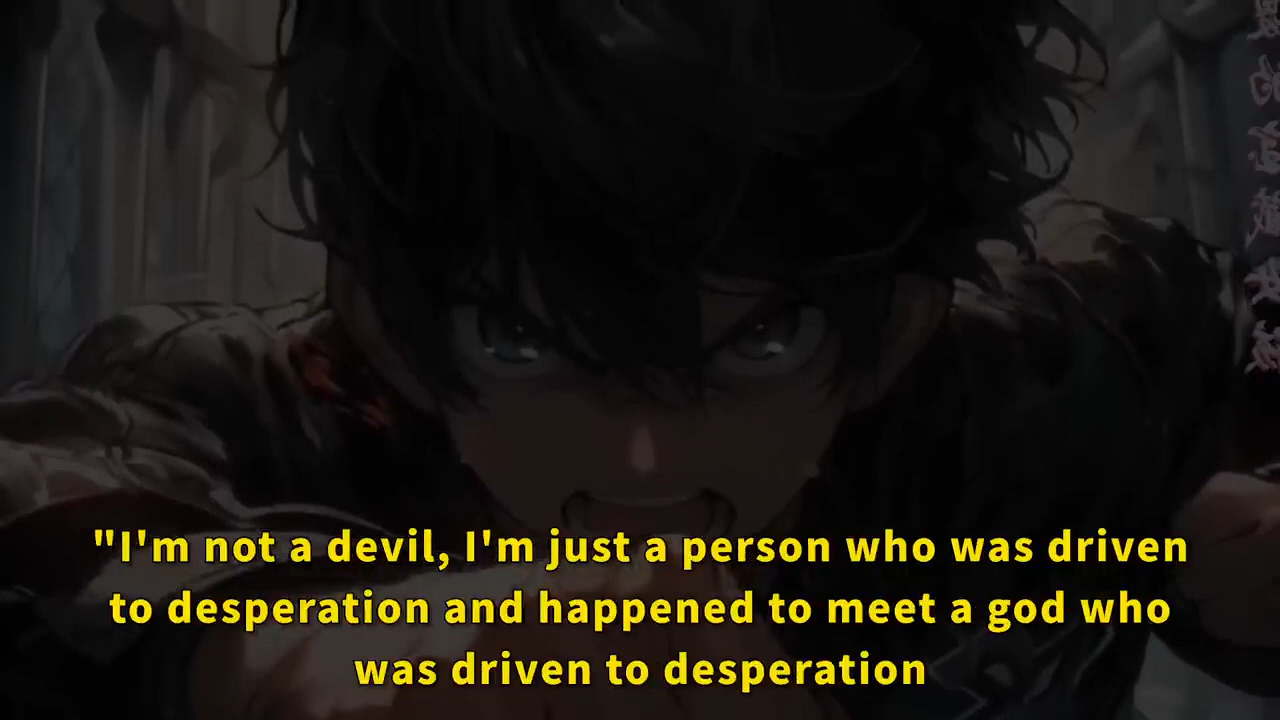 "I'm not a devil, I'm just a person who was driven
to desperation and happened to meet a god who
was driven to desperation